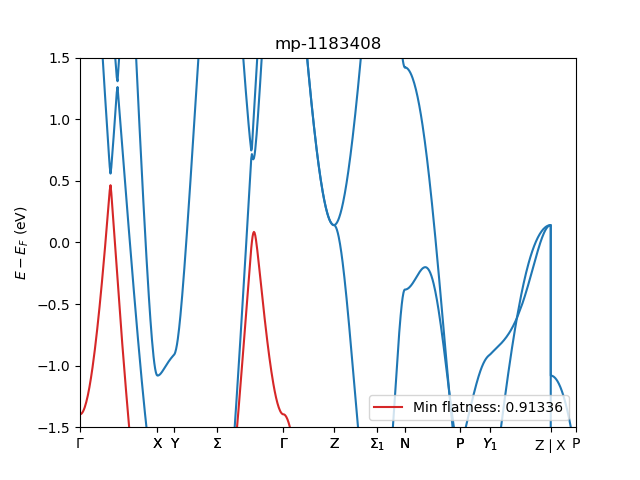 mp-1183408
E − E_F (eV)
1.5
1.0
0.5
0.0
−0.5
−1.0
−1.5
Min flatness: 0.91336
Γ X Y Σ Γ Z Σ₁ N P Y₁ Z | X P